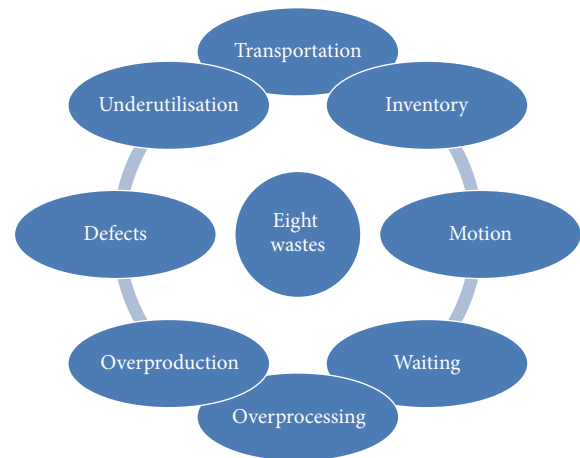 Transportation
Underutilisation
Inventory
Defects
Eight
wastes
Motion
Overproduction
Waiting
Overprocessing